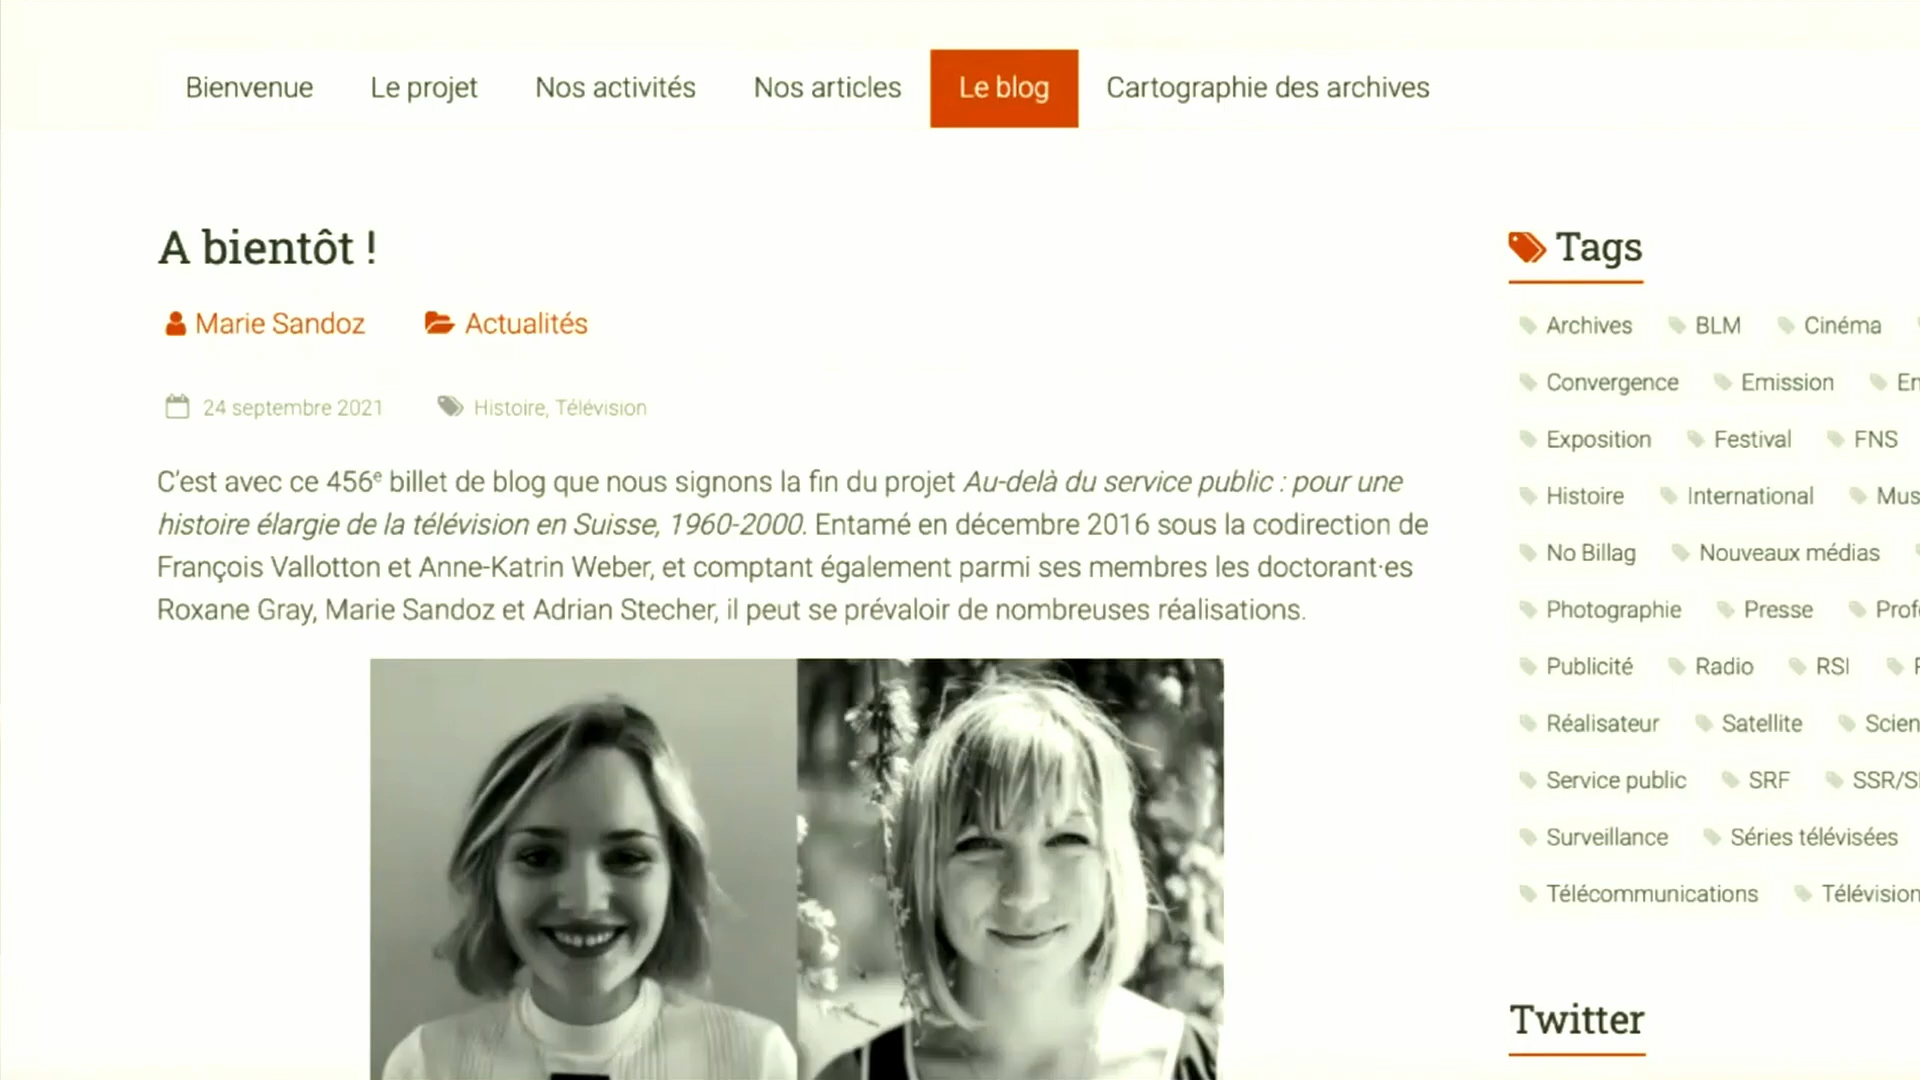 Bienvenue Le projet Nos activités Nos articles Le blog Cartographie des archives
A bientôt !
Marie Sandoz Actualités
24 septembre 2021 Histoire, Télévision
C'est avec ce 456e billet de blog que nous signons la fin du projet Au-delà du service public : pour une
histoire élargie de la télévision en Suisse, 1960-2000. Entamé en décembre 2016 sous la codirection de
François Vallotton et Anne-Katrin Weber, et comptant également parmi ses membres les doctorant·es
Roxane Gray, Marie Sandoz et Adrian Stecher, il peut se prévaloir de nombreuses réalisations.
Tags
Archives BLM Cinéma
Convergence Emission
Exposition Festival FNS
Histoire International
No Billag Nouveaux médias
Photographie Presse
Publicité Radio RSI
Réalisateur Satellite
Service public SRF
Surveillance Séries télévisées
Télécommunications Télévision
Twitter